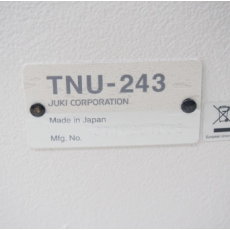 TNU-243
JUKI CORPORATION
Made in Japan
Mfg. No.